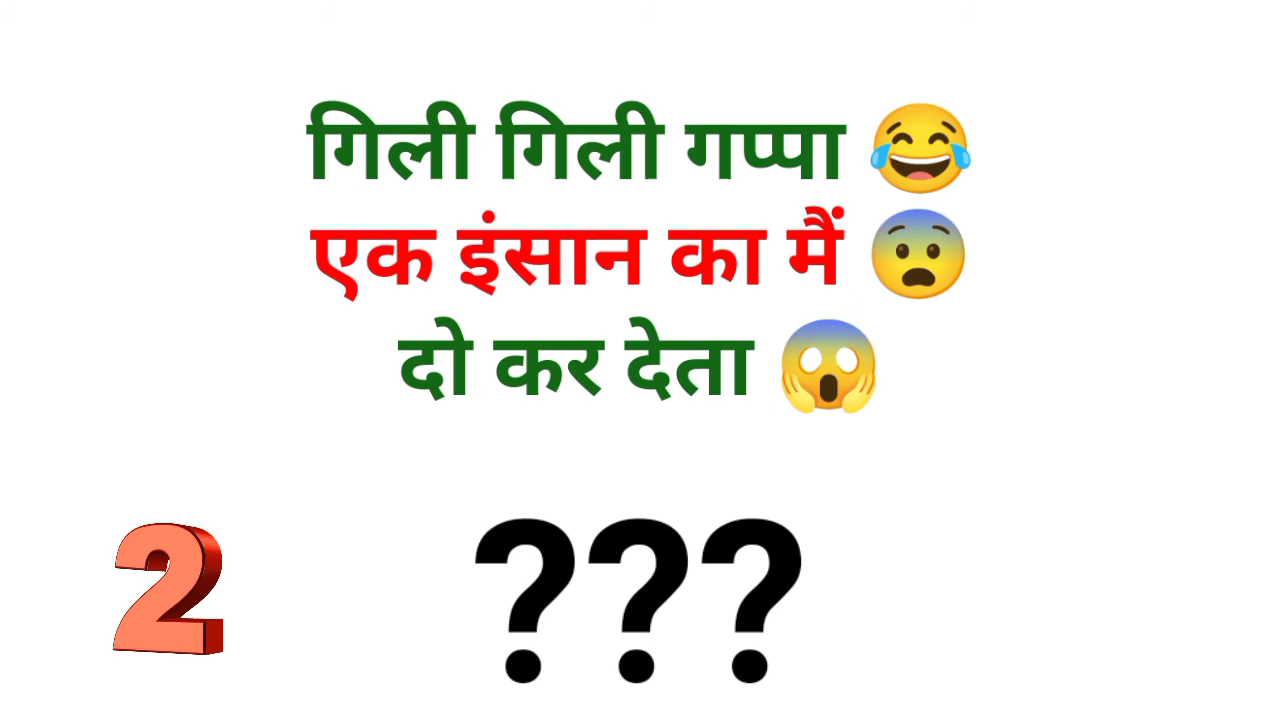 गिली गिली गप्पा 😂
एक इंसान का मैं 😨
दो कर देता 😱
2
???